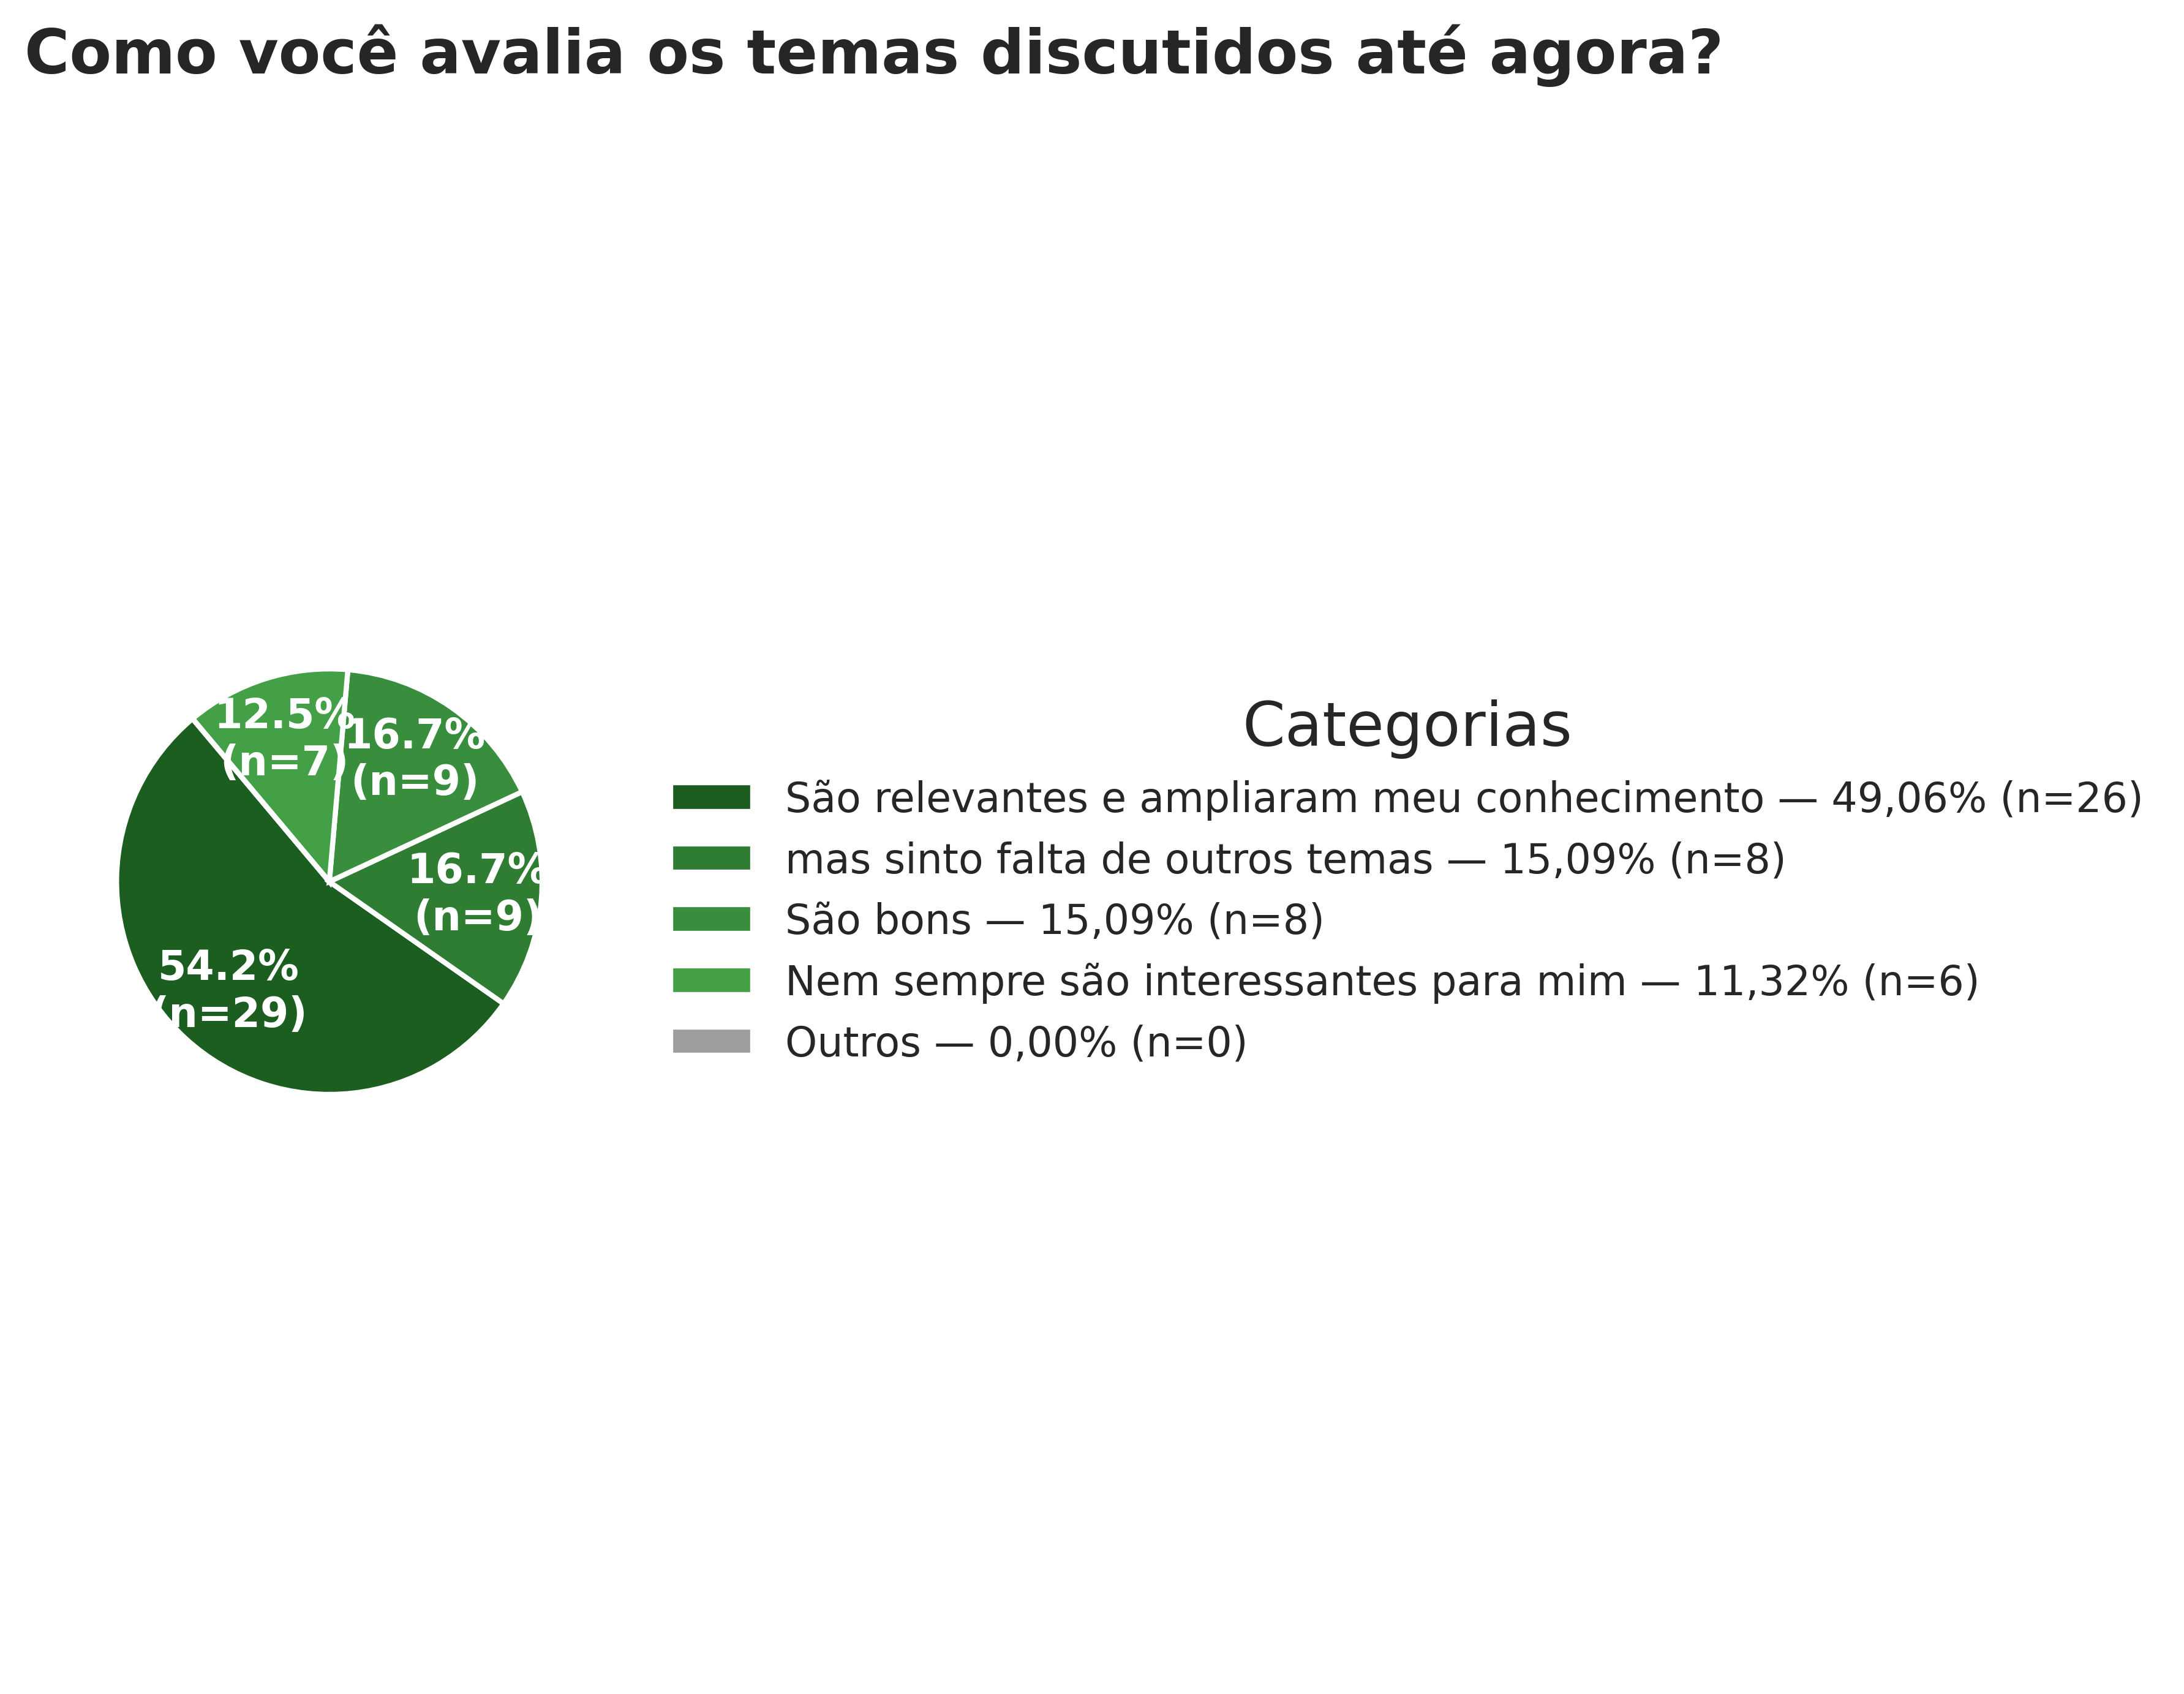 Como você avalia os temas discutidos até agora?
12.5%
(n=7)
16.7%
(n=9)
16.7%
(n=9)
54.2%
(n=29)
Categorias
São relevantes e ampliaram meu conhecimento — 49,06% (n=26)
mas sinto falta de outros temas — 15,09% (n=8)
São bons — 15,09% (n=8)
Nem sempre são interessantes para mim — 11,32% (n=6)
Outros — 0,00% (n=0)